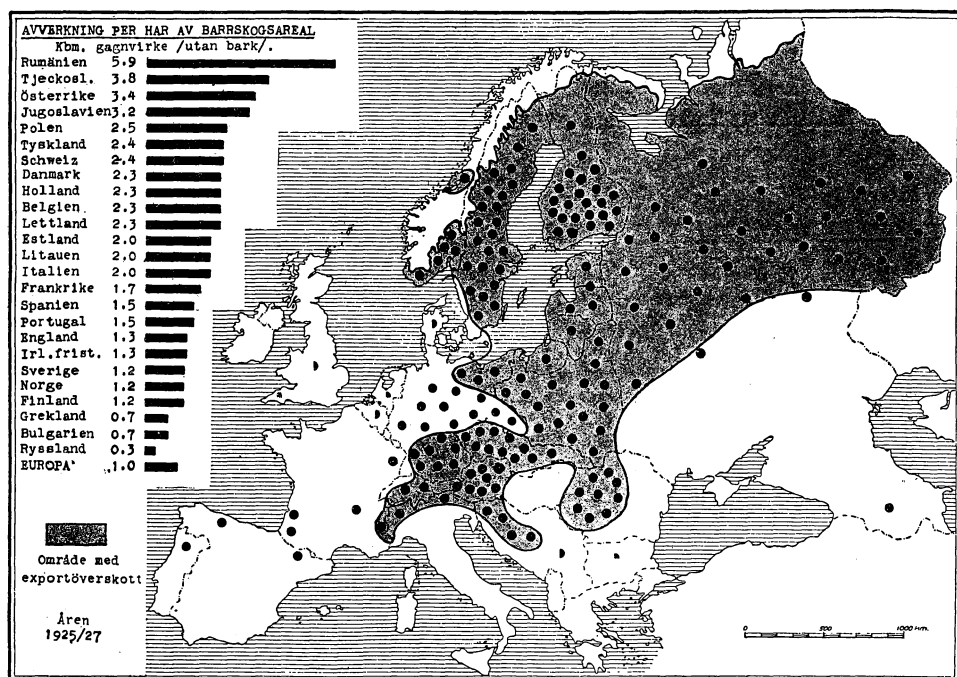 AVVERKNING PER HAR AV BARRSKOGSAREAL
Kbm. gagnvirke /utan bark/.
Rumänien 5.9
Tjeckosl. 3.8
Österrike 3.4
Jugoslavien 3.2
Polen 2.5
Tyskland 2.4
Schweiz 2.4
Danmark 2.3
Holland 2.3
Belgien 2.3
Lettland 2.3
Estland 2.0
Litauen 2.0
Italien 2.0
Frankrike 1.7
Spanien 1.5
Portugal 1.5
England 1.3
Irl.frist. 1.3
Sverige 1.2
Norge 1.2
Finland 1.2
Grekland 0.7
Bulgarien 0.7
Ryssland 0.3
EUROPA 1.0
Område med
exportöverskott
Åren
1925/27
0 500 1000 km.